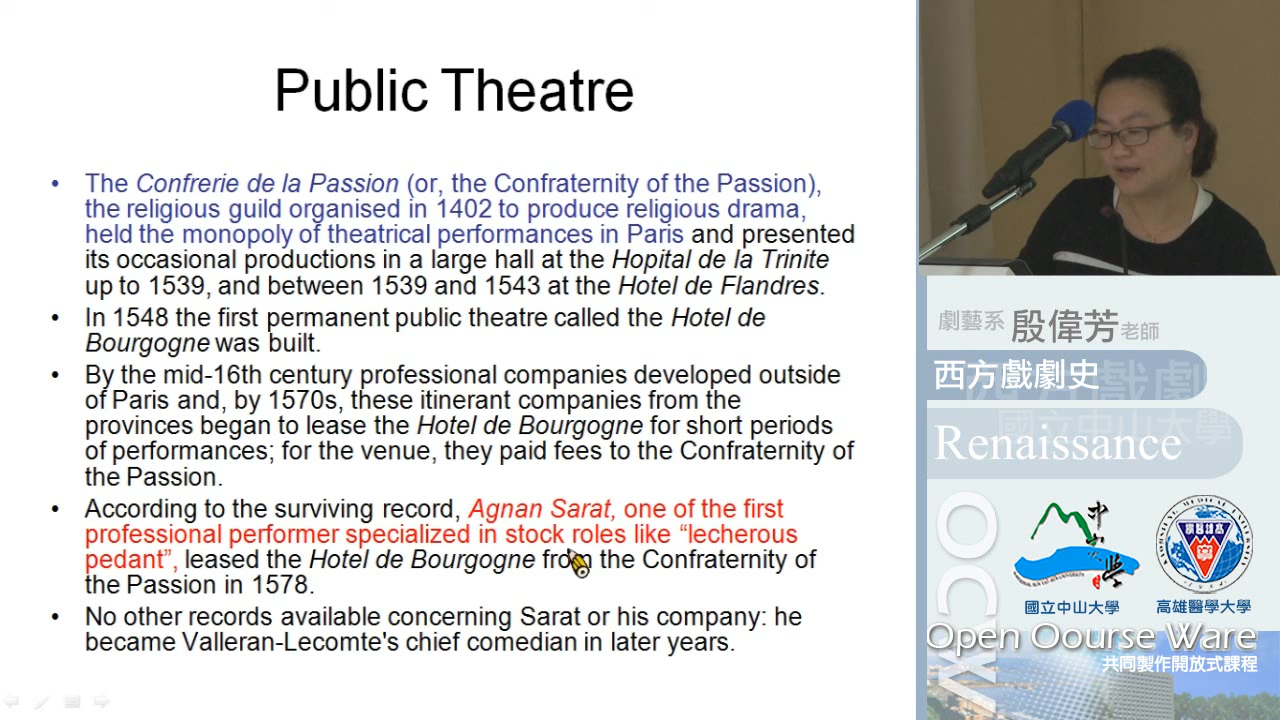 Public Theatre
• The Confrerie de la Passion (or, the Confraternity of the Passion),
the religious guild organised in 1402 to produce religious drama,
held the monopoly of theatrical performances in Paris and presented
its occasional productions in a large hall at the Hopital de la Trinite
up to 1539, and between 1539 and 1543 at the Hotel de Flandres.
• In 1548 the first permanent public theatre called the Hotel de
Bourgogne was built.
• By the mid-16th century professional companies developed outside
of Paris and, by 1570s, these itinerant companies from the
provinces began to lease the Hotel de Bourgogne for short periods
of performances; for the venue, they paid fees to the Confraternity of
the Passion.
• According to the surviving record, Agnan Sarat, one of the first
professional performer specialized in stock roles like “lecherous
pedant”, leased the Hotel de Bourgogne from the Confraternity of
the Passion in 1578.
• No other records available concerning Sarat or his company: he
became Valleran-Lecomte's chief comedian in later years.
劇藝系 殷偉芳老師
西方戲劇史
Renaissance
OCW
中山大學
國立中山大學
高雄醫學大學
Open Oourse Ware
共同製作開放式課程